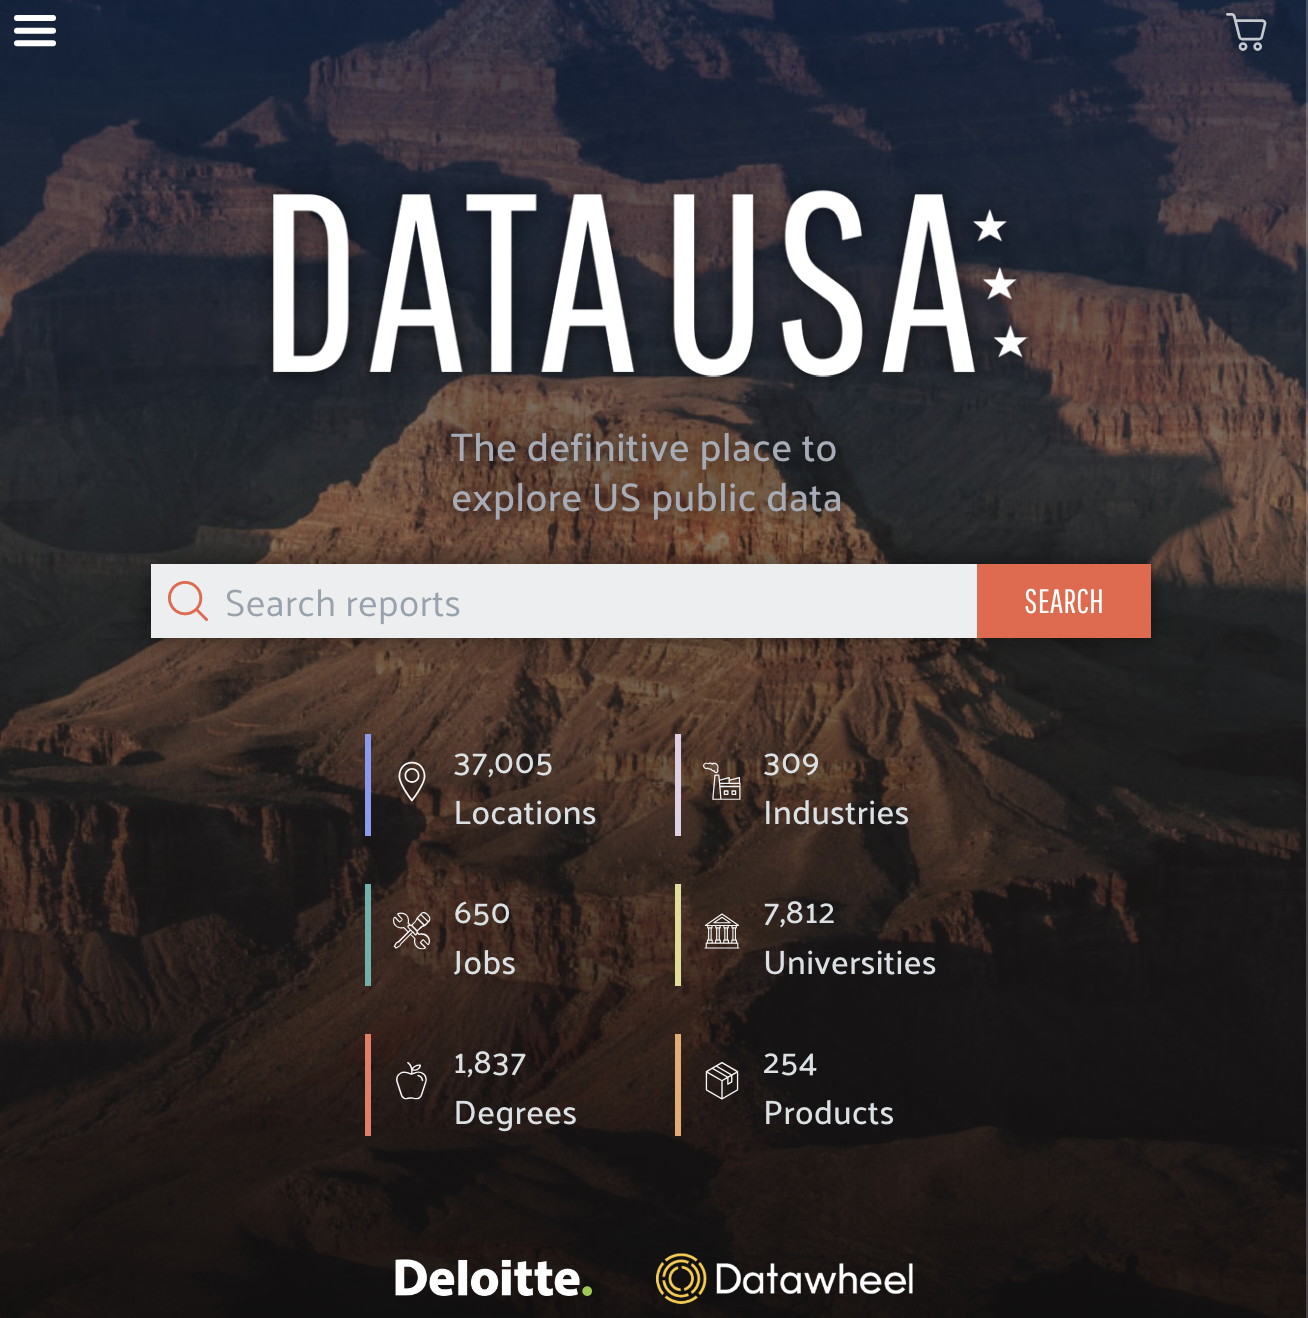 DATA USA
The definitive place to
explore US public data
Search reports
SEARCH
37,005
Locations
309
Industries
650
Jobs
7,812
Universities
1,837
Degrees
254
Products
Deloitte.
Datawheel